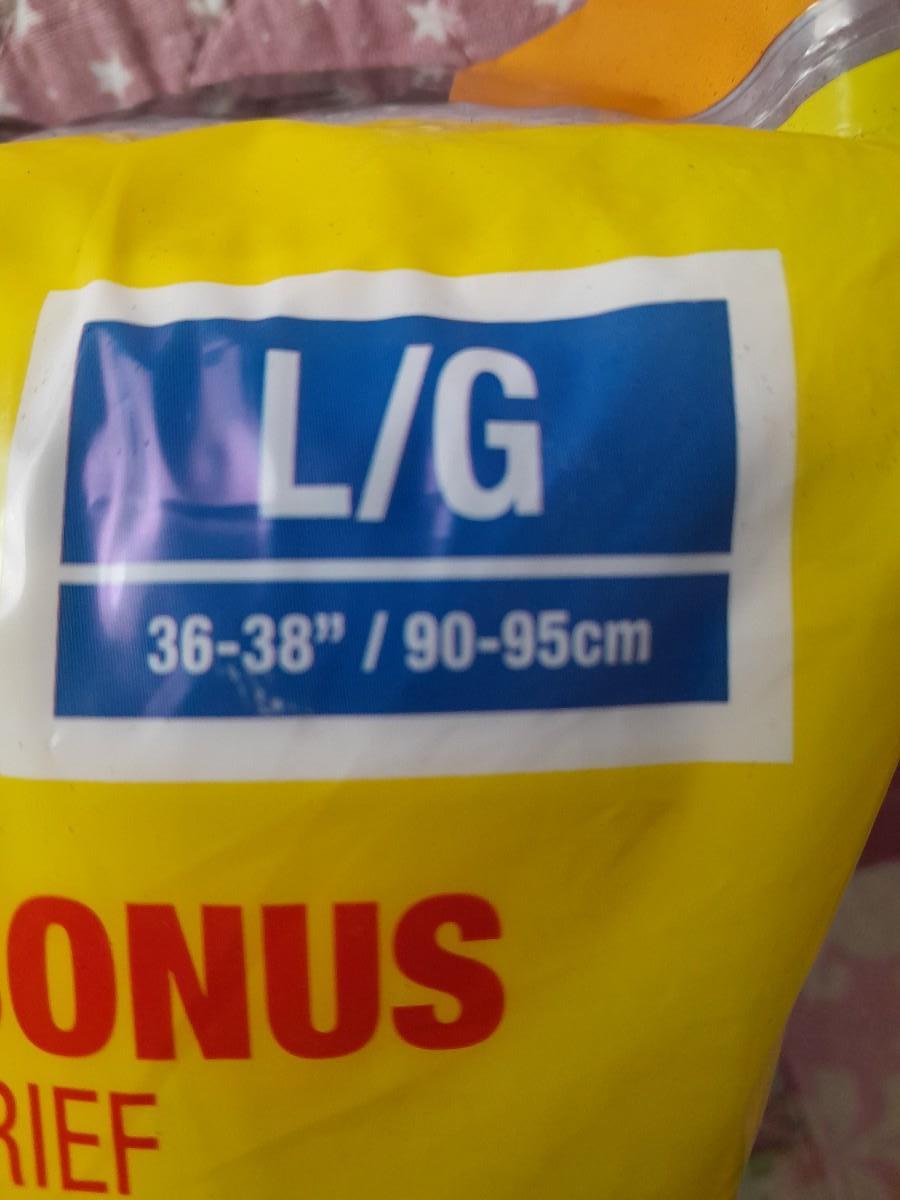 L/G
36-38” / 90-95cm
ONUS
RIEF